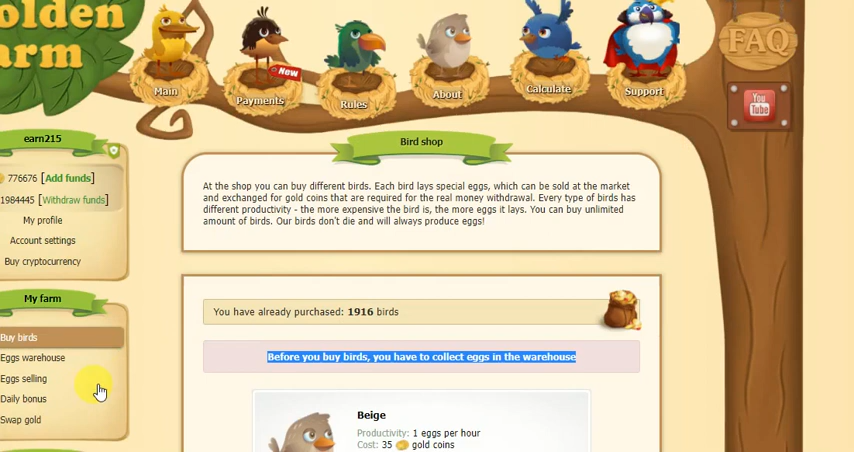 olden
arm
Main
Payments
New
Rules
About
Calculate
Support
FAQ
You
Tube
earn215
776676 [Add funds]
1984445 [Withdraw funds]
My profile
Account settings
Buy cryptocurrency
My farm
Buy birds
Eggs warehouse
Eggs selling
Daily bonus
Swap gold
Bird shop
At the shop you can buy different birds. Each bird lays special eggs, which can be sold at the market
and exchanged for gold coins that are required for the real money withdrawal. Every type of birds has
different productivity - the more expensive the bird is, the more eggs it lays. You can buy unlimited
amount of birds. Our birds don't die and will always produce eggs!
You have already purchased: 1916 birds
Before you buy birds, you have to collect eggs in the warehouse
Beige
Productivity: 1 eggs per hour
Cost: 35 gold coins